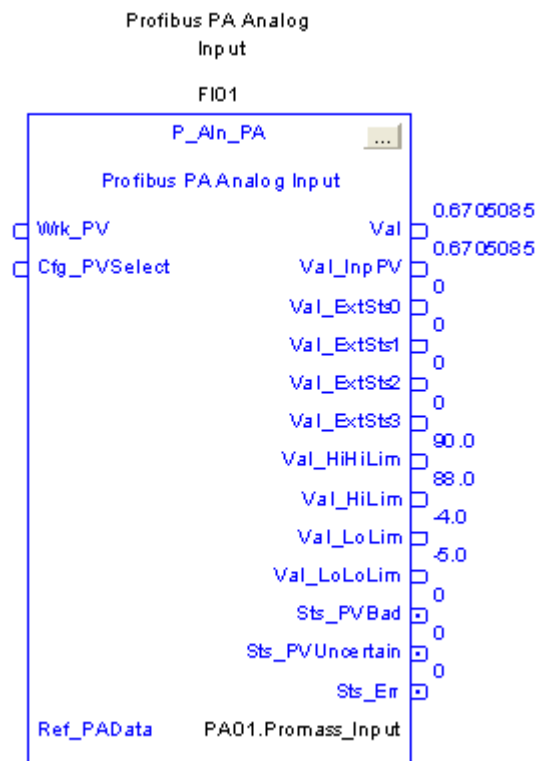 Profibus PA Analog
Input
FI01
P_AIn_PA ...
Profibus PA Analog Input
0.6705085
Wrk_PV Val
0.6705085
Cfg_PVSelect Val_InpPV
0
Val_ExtSts0
0
Val_ExtSts1
0
Val_ExtSts2
0
Val_ExtSts3
90.0
Val_HiHiLim
88.0
Val_HiLim
-4.0
Val_LoLim
-5.0
Val_LoLoLim
0
Sts_PVBad
0
Sts_PVUncertain
0
Sts_Err
Ref_PAData PA01.Promass_Input